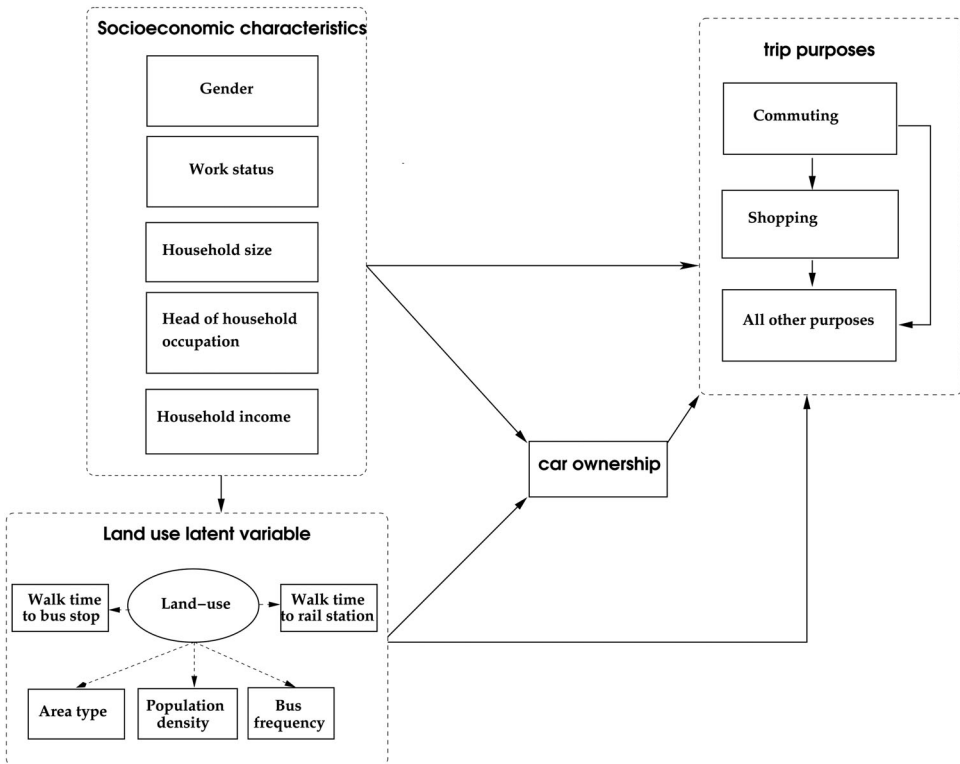 Socioeconomic characteristics
Gender
Work status
Household size
Head of household
occupation
Household income
trip purposes
Commuting
Shopping
All other purposes
car ownership
Land use latent variable
Walk time
to bus stop
Land−use
Walk time
to rail station
Area type
Population
density
Bus
frequency